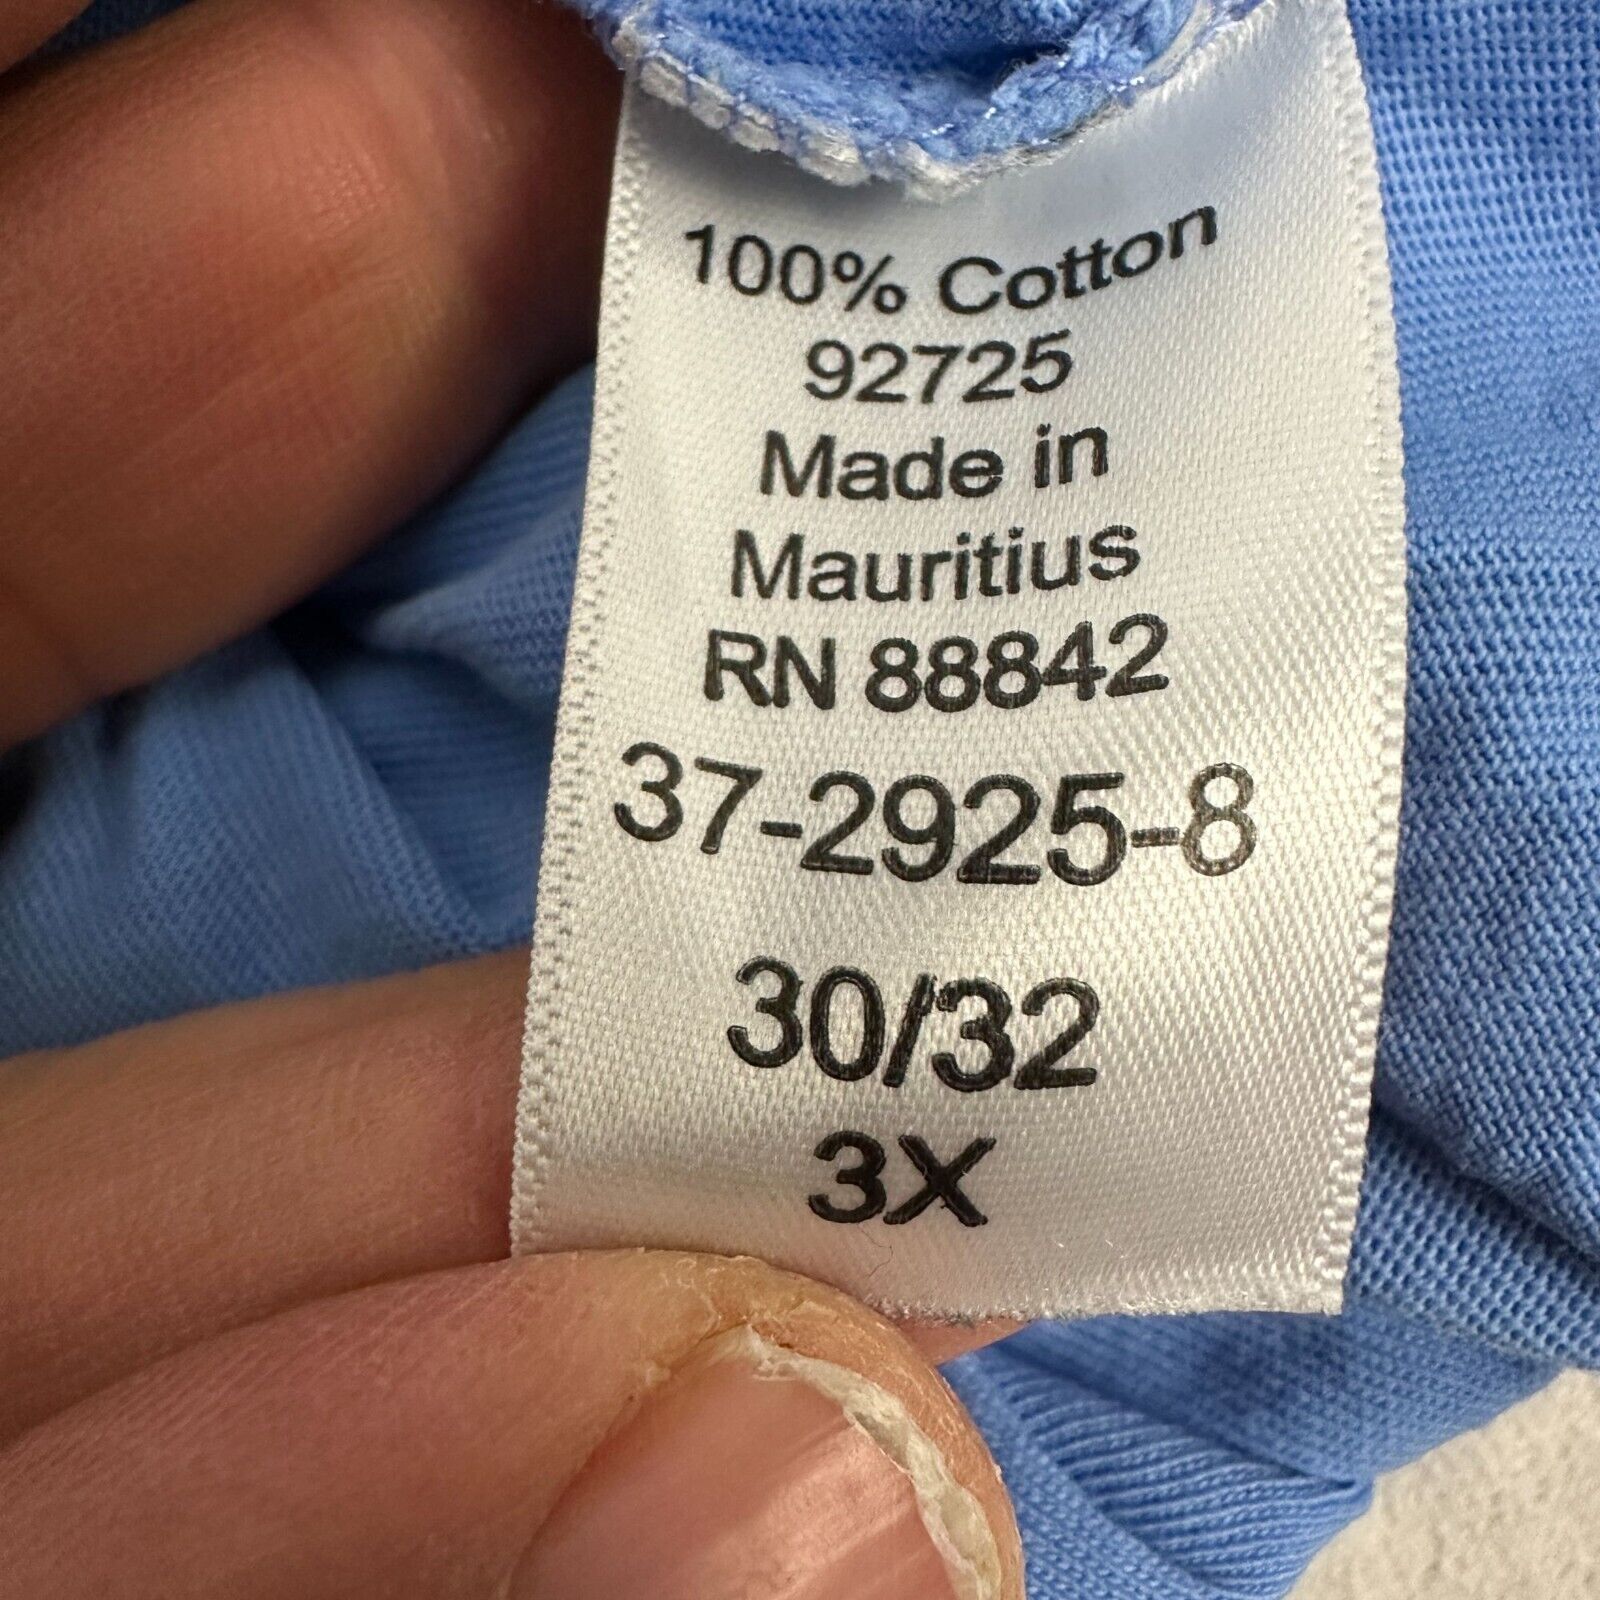 100% Cotton
92725
Made in
Mauritius
RN 88842
37-2925-8
30/32
3X